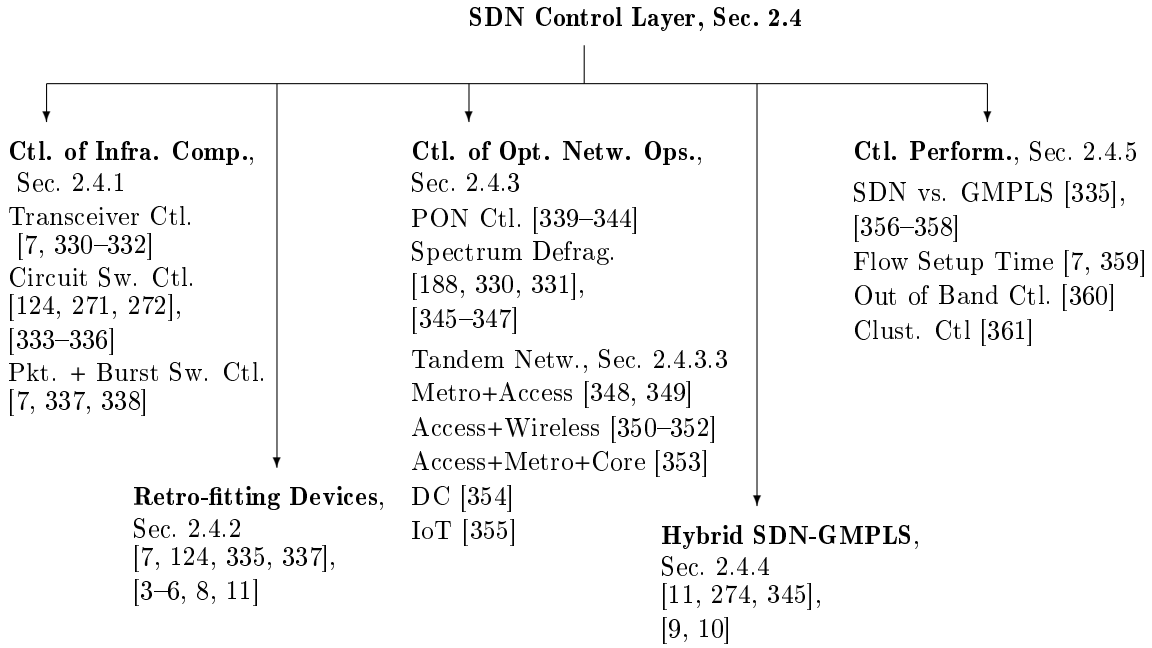 SDN Control Layer, Sec. 2.4
Ctl. of Infra. Comp.,
Sec. 2.4.1
Transceiver Ctl.
[7, 330–332]
Circuit Sw. Ctl.
[124, 271, 272],
[333–336]
Pkt. + Burst Sw. Ctl.
[7, 337, 338]
Retro-fitting Devices,
Sec. 2.4.2
[7, 124, 335, 337],
[3–6, 8, 11]
Ctl. of Opt. Netw. Ops.,
Sec. 2.4.3
PON Ctl. [339–344]
Spectrum Defrag.
[188, 330, 331],
[345–347]
Tandem Netw., Sec. 2.4.3.3
Metro+Access [348, 349]
Access+Wireless [350–352]
Access+Metro+Core [353]
DC [354]
IoT [355]
Hybrid SDN-GMPLS,
Sec. 2.4.4
[11, 274, 345],
[9, 10]
Ctl. Perform., Sec. 2.4.5
SDN vs. GMPLS [335],
[356–358]
Flow Setup Time [7, 359]
Out of Band Ctl. [360]
Clust. Ctl [361]